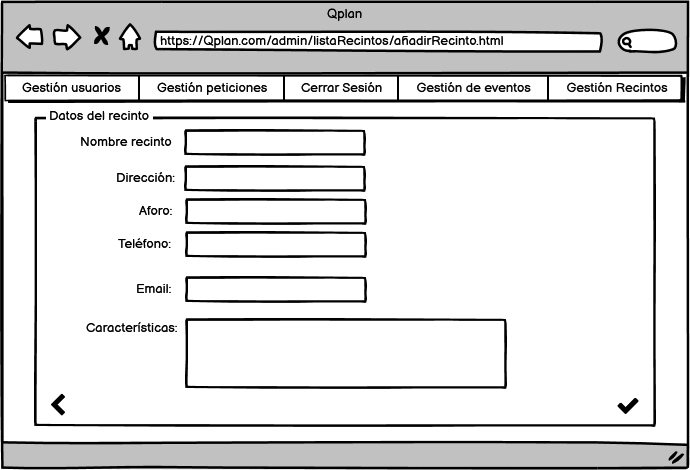 Qplan
https://Qplan.com/admin/listaRecintos/añadirRecinto.html
Gestión usuarios Gestión peticiones Cerrar Sesión Gestión de eventos Gestión Recintos
Datos del recinto
Nombre recinto
Dirección:
Aforo:
Teléfono:
Email:
Características: